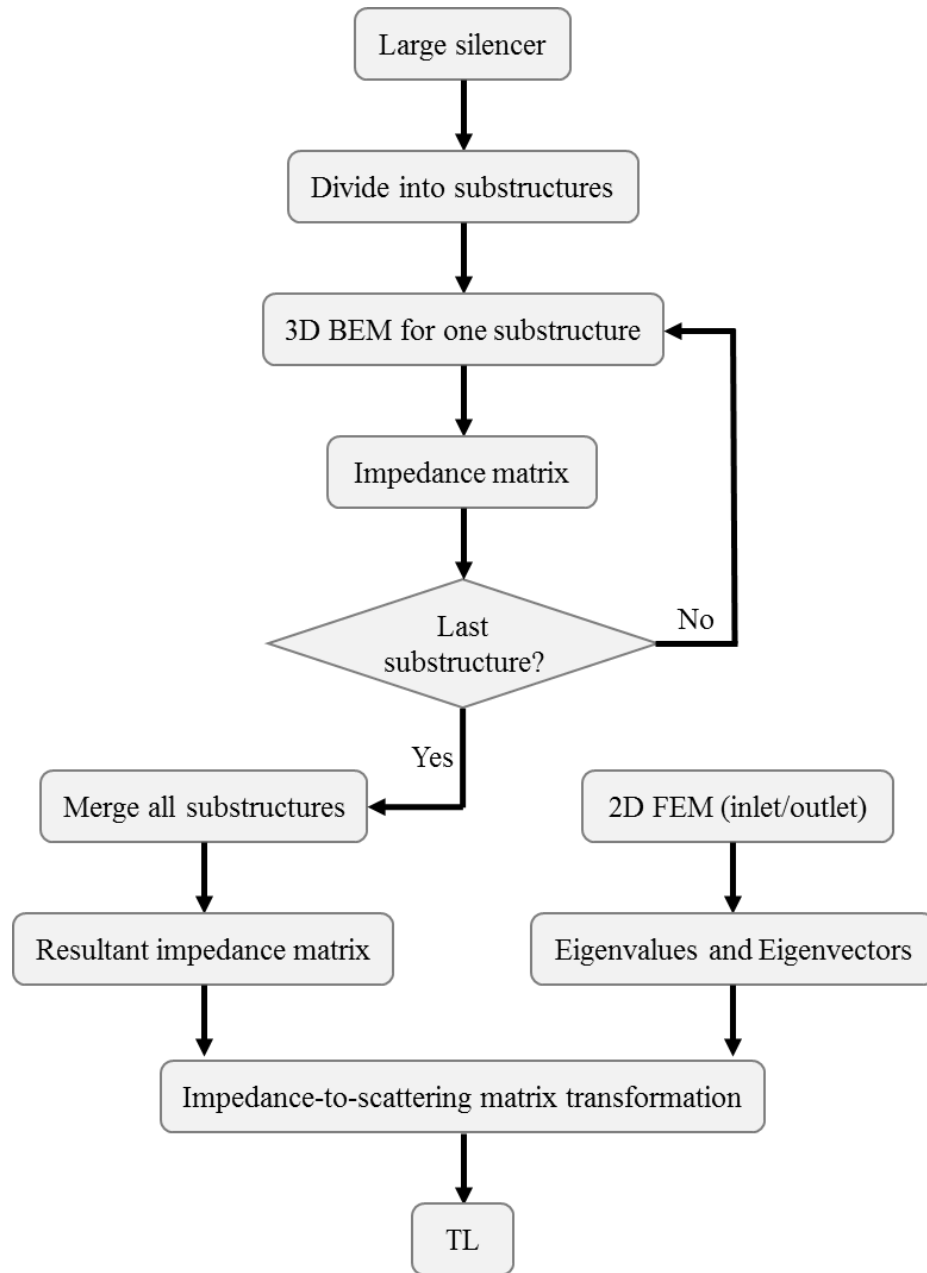 Large silencer
Divide into substructures
3D BEM for one substructure
Impedance matrix
Last
substructure?
No
Yes
Merge all substructures
2D FEM (inlet/outlet)
Resultant impedance matrix
Eigenvalues and Eigenvectors
Impedance-to-scattering matrix transformation
TL